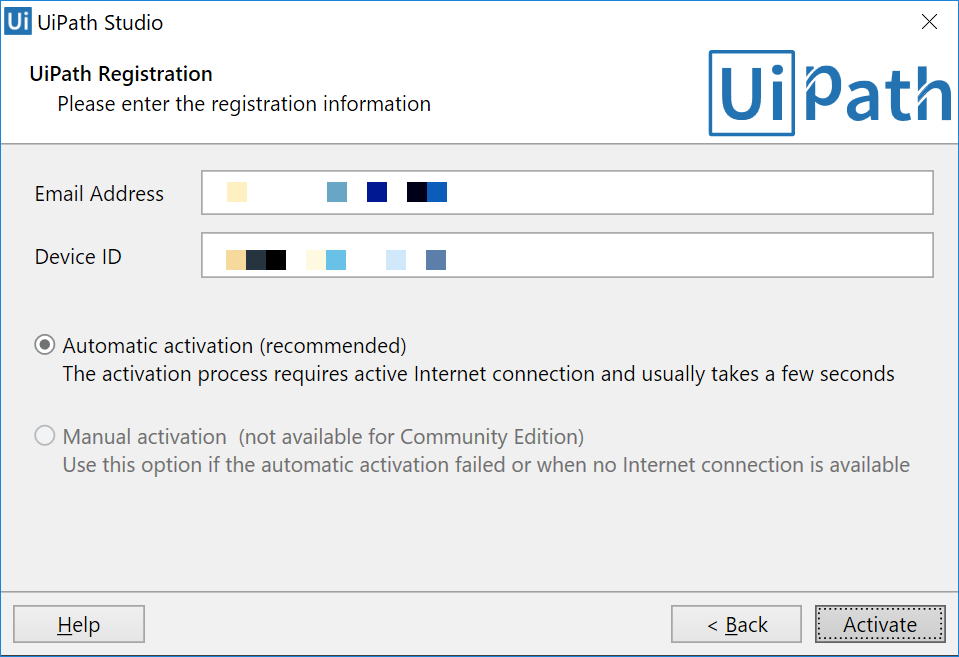 Ui UiPath Studio
UiPath Registration
Please enter the registration information
UiPath
Email Address
Device ID
Automatic activation (recommended)
The activation process requires active Internet connection and usually takes a few seconds
Manual activation (not available for Community Edition)
Use this option if the automatic activation failed or when no Internet connection is available
Help
< Back
Activate